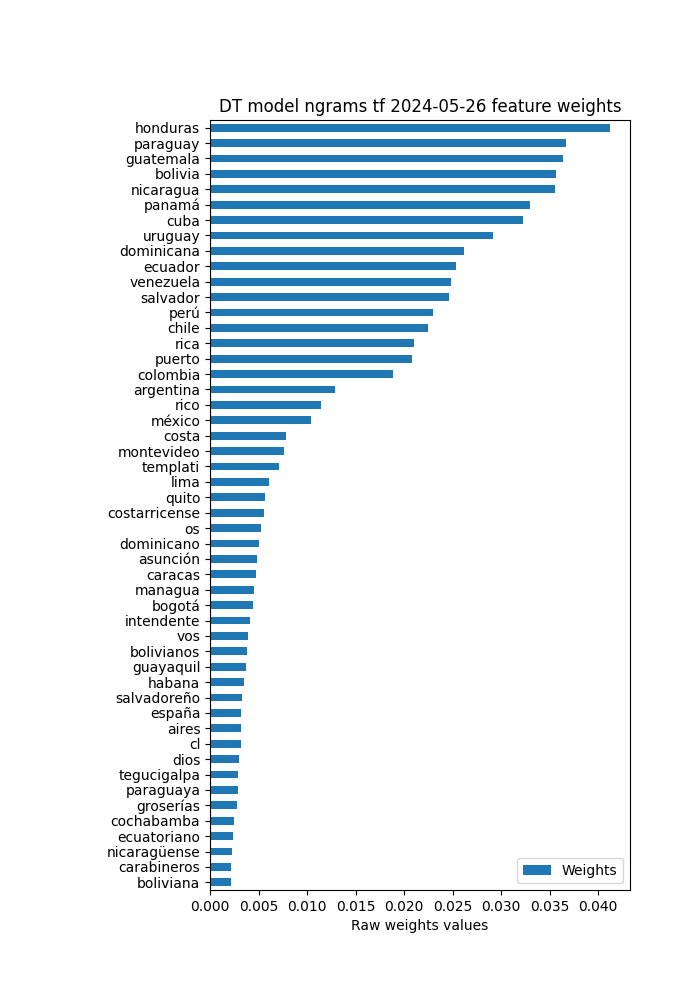 DT model ngrams tf 2024-05-26 feature weights
honduras
paraguay
guatemala
bolivia
nicaragua
panamá
cuba
uruguay
dominicana
ecuador
venezuela
salvador
perú
chile
rica
puerto
colombia
argentina
rico
méxico
costa
montevideo
templati
lima
quito
costarricense
os
dominicano
asunción
caracas
managua
bogotá
intendente
vos
bolivianos
guayaquil
habana
salvadoreño
españa
aires
cl
dios
tegucigalpa
paraguaya
groserías
cochabamba
ecuatoriano
nicaragüense
carabineros
boliviana
Weights
0.000 0.005 0.010 0.015 0.020 0.025 0.030 0.035 0.040
Raw weights values